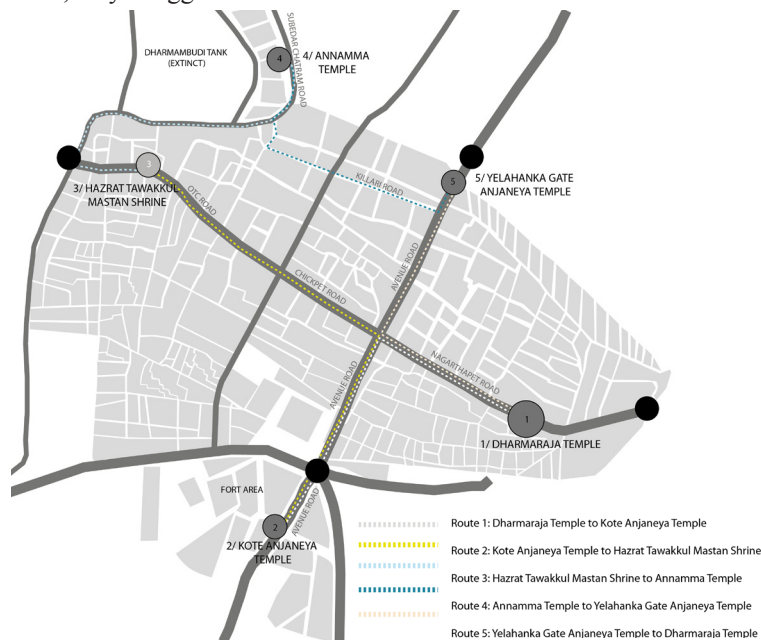 SUBEDAR CHATRAM ROAD
DHARMAMBUDI TANK
(EXTINCT)
4
4/ ANNAMMA
TEMPLE
3
3/ HAZRAT TAWAKKUL
MASTAN SHRINE
OTC ROAD
KILLARI ROAD
5
5/ YELAHANKA GATE
ANJANEYA TEMPLE
AVENUE ROAD
CHICKPET ROAD
NAGARTHAPET ROAD
AVENUE ROAD
1
1/ DHARMARAJA TEMPLE
FORT AREA
AVENUE ROAD
2
2/ KOTE ANJANEYA
TEMPLE
Route 1: Dharmaraja Temple to Kote Anjaneya Temple
Route 2: Kote Anjaneya Temple to Hazrat Tawakkul Mastan Shrine
Route 3: Hazrat Tawakkul Mastan Shrine to Annamma Temple
Route 4: Annamma Temple to Yelahanka Gate Anjaneya Temple
Route 5: Yelahanka Gate Anjaneya Temple to Dharmaraja Temple